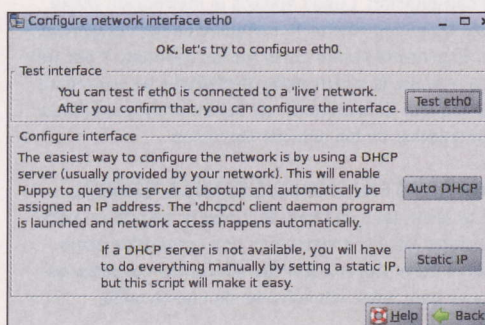 Configure network interface eth0
OK, let's try to configure eth0.
Test interface
You can test if eth0 is connected to a 'live' network.
After you confirm that, you can configure the interface.
Test eth0
Configure interface
The easiest way to configure the network is by using a DHCP
server (usually provided by your network). This will enable
Puppy to query the server at bootup and automatically be
assigned an IP address. The 'dhcpcd' client daemon program
is launched and network access happens automatically.
Auto DHCP
If a DHCP server is not available, you will have
to do everything manually by setting a static IP,
but this script will make it easy.
Static IP
Help
Back